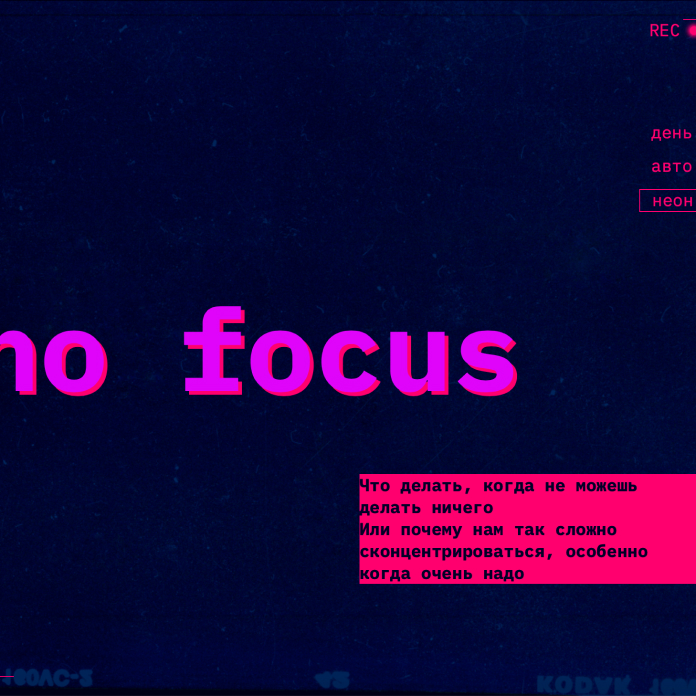 REC
день
авто
неон
no focus
Что делать, когда не можешь
делать ничего
Или почему нам так сложно
сконцентрироваться, особенно
когда очень надо
KODAK